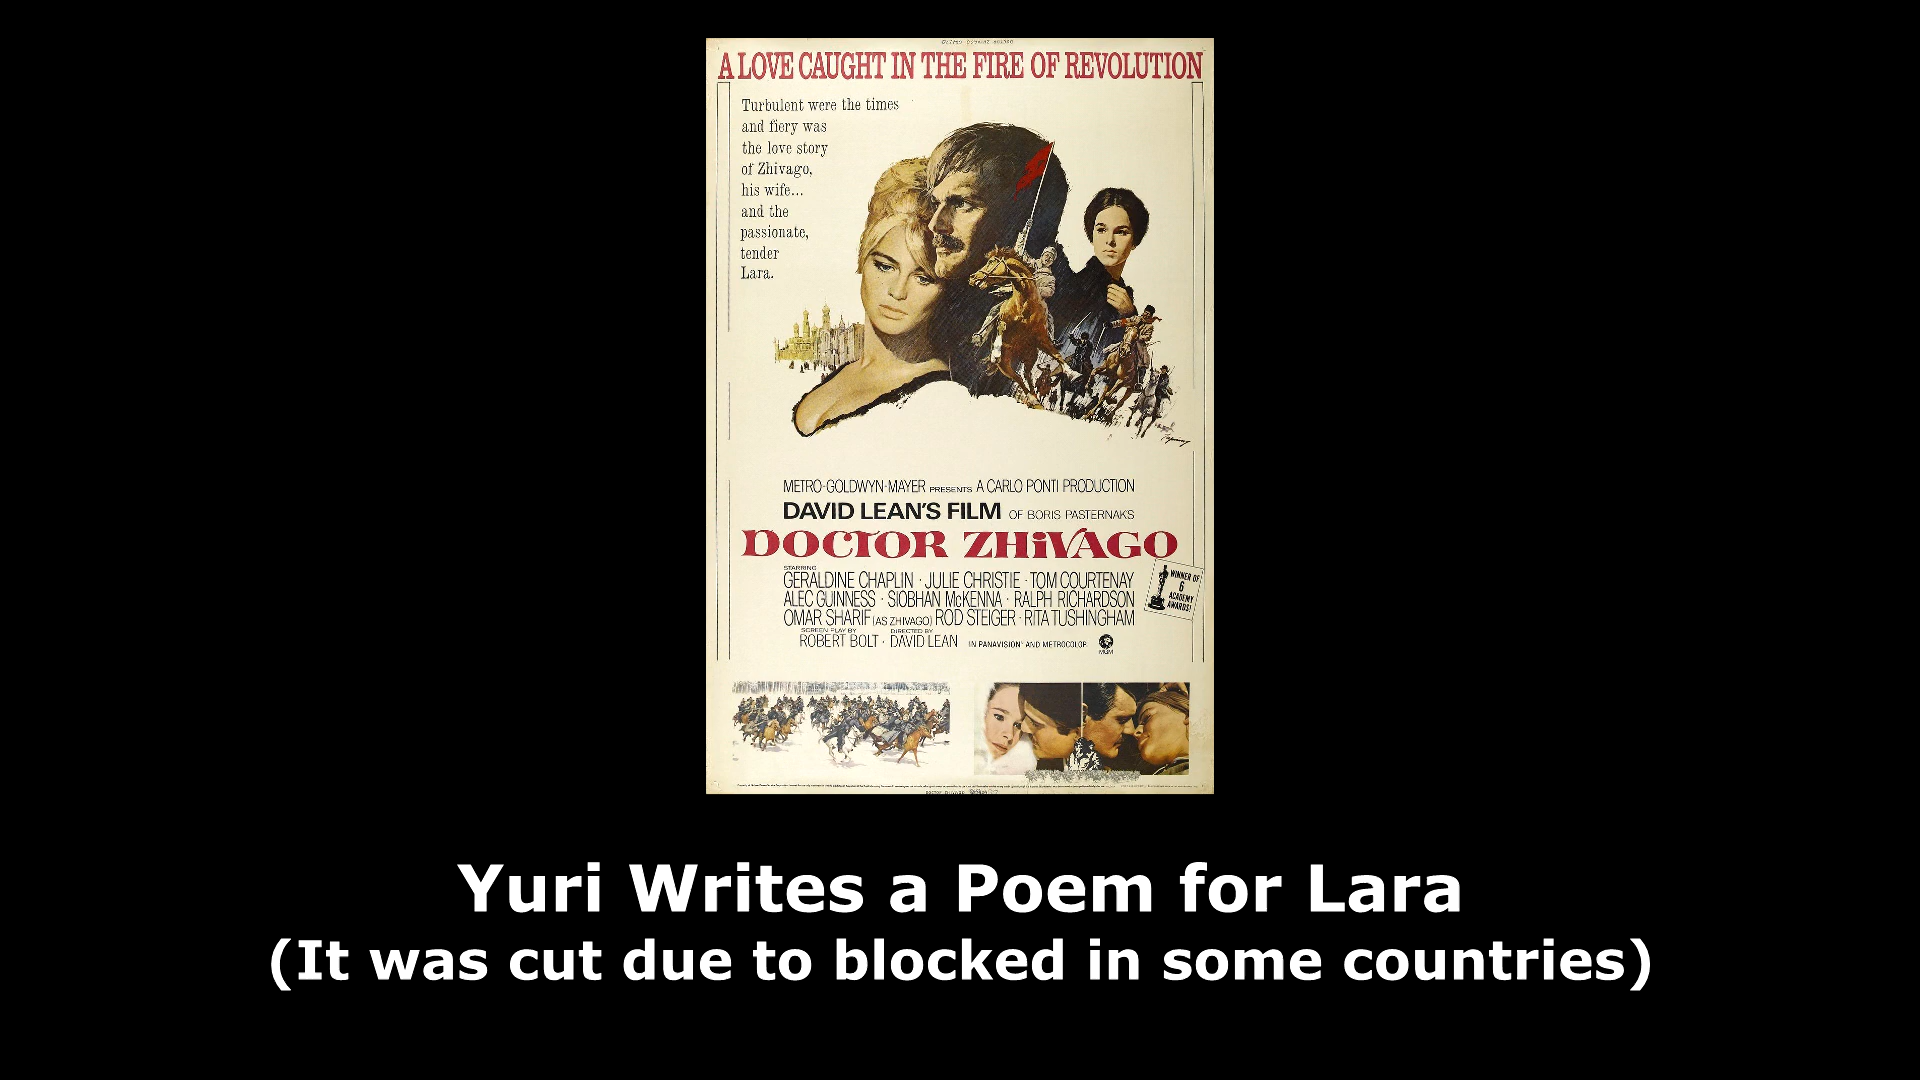 A LOVE CAUGHT IN THE FIRE OF REVOLUTION
Turbulent were the times
and fiery was
the love story
of Zhivago,
his wife...
and the
passionate,
tender
Lara.
METRO-GOLDWYN-MAYER PRESENTS A CARLO PONTI PRODUCTION
DAVID LEAN'S FILM OF BORIS PASTERNAK'S
DOCTOR ZHiVAGO
STARRING
GERALDINE CHAPLIN · JULIE CHRISTIE · TOM COURTENAY
ALEC GUINNESS · SIOBHAN McKENNA · RALPH RICHARDSON
OMAR SHARIF (AS ZHIVAGO) ROD STEIGER · RITA TUSHINGHAM
SCREEN PLAY BY DIRECTED BY
ROBERT BOLT · DAVID LEAN IN PANAVISION® AND METROCOLOR
MGM
WINNER OF
6
ACADEMY
AWARDS!
Yuri Writes a Poem for Lara
(It was cut due to blocked in some countries)